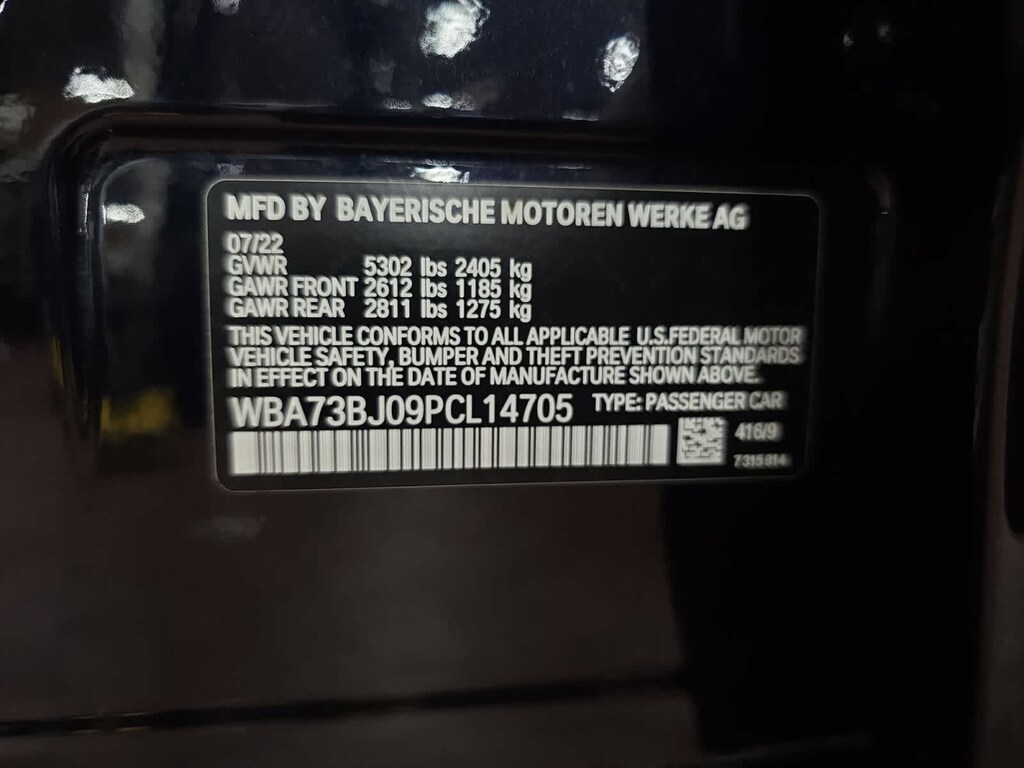 MFD BY BAYERISCHE MOTOREN WERKE AG
07/22
GVWR 5302 lbs 2405 kg
GAWR FRONT 2612 lbs 1185 kg
GAWR REAR 2811 lbs 1275 kg
THIS VEHICLE CONFORMS TO ALL APPLICABLE U.S.FEDERAL MOTOR
VEHICLE SAFETY, BUMPER AND THEFT PREVENTION STANDARDS
IN EFFECT ON THE DATE OF MANUFACTURE SHOWN ABOVE.
WBA73BJ09PCL14705 TYPE: PASSENGER CAR
416/9
7315814